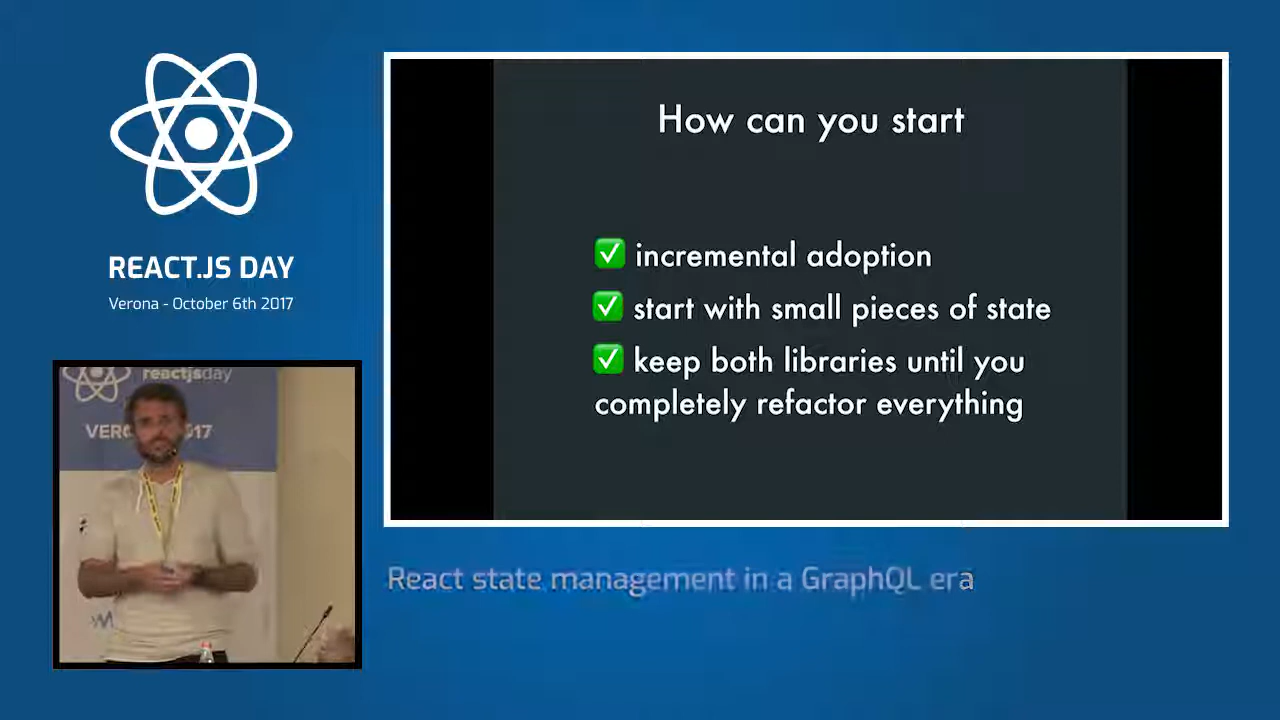 REACT.JS DAY
Verona - October 6th 2017
reactjsday
How can you start
✅ incremental adoption
✅ start with small pieces of state
✅ keep both libraries until you
completely refactor everything
React state management in a GraphQL era